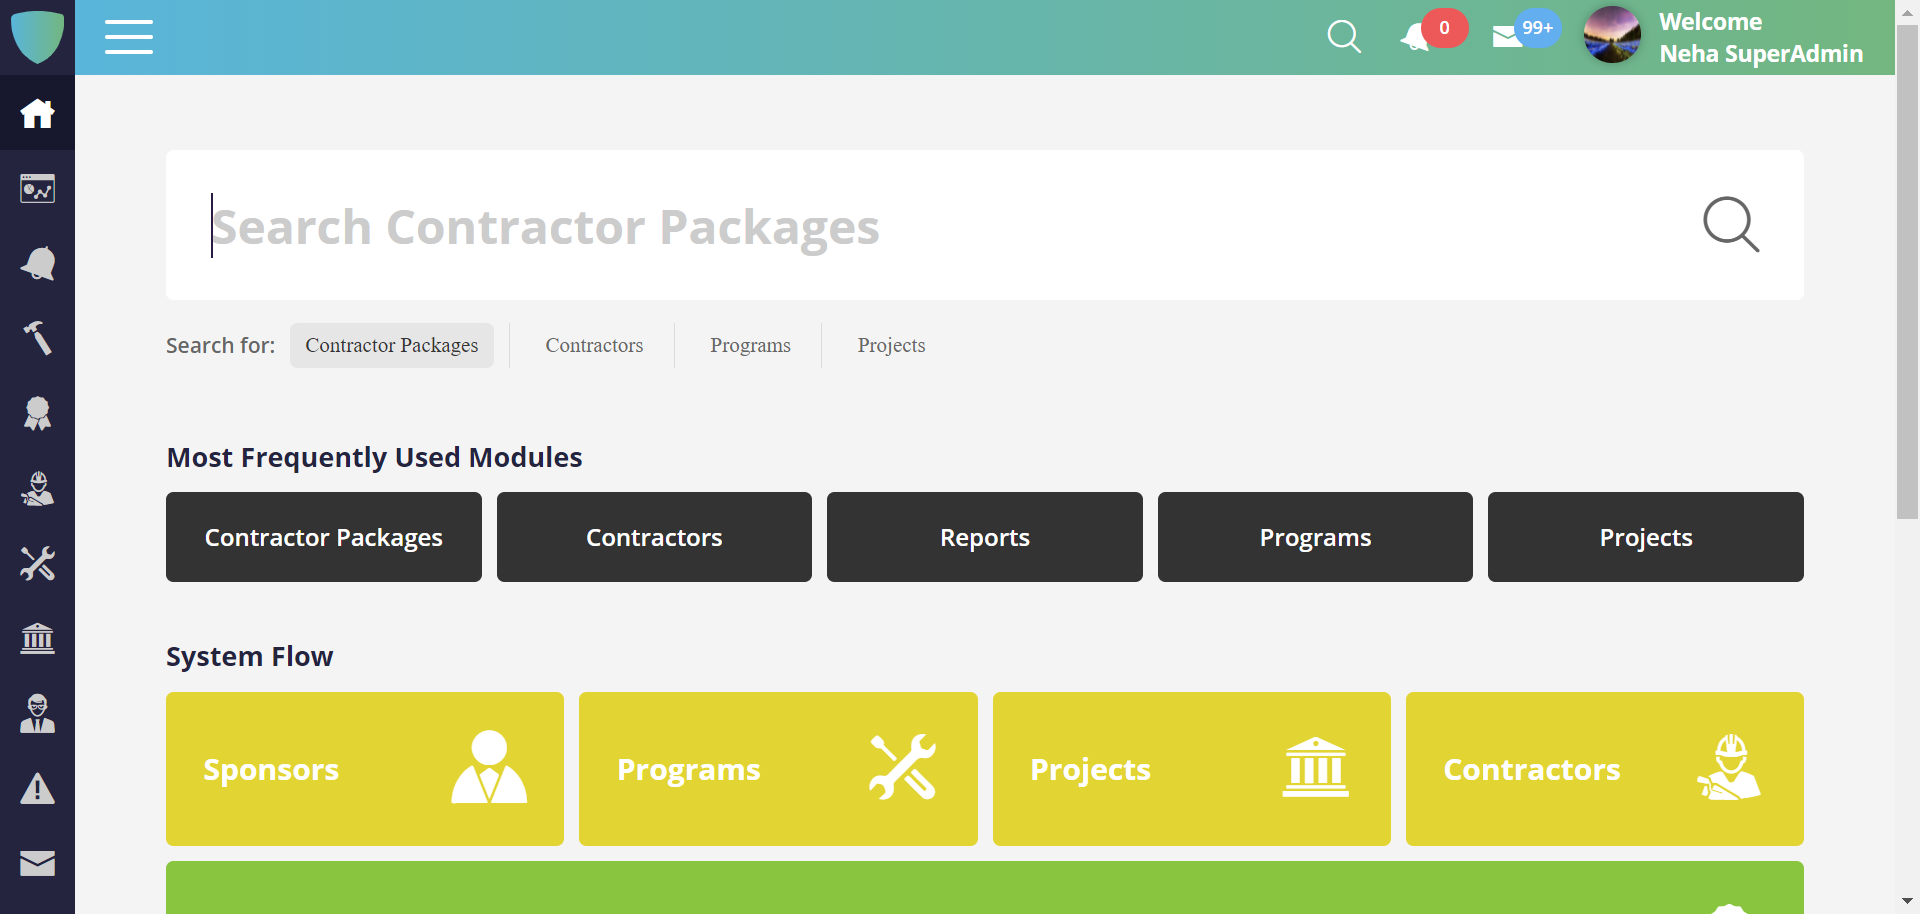 0
99+
Welcome
Neha SuperAdmin
Search Contractor Packages
Search for: Contractor Packages Contractors Programs Projects
Most Frequently Used Modules
Contractor Packages Contractors Reports Programs Projects
System Flow
Sponsors Programs Projects Contractors